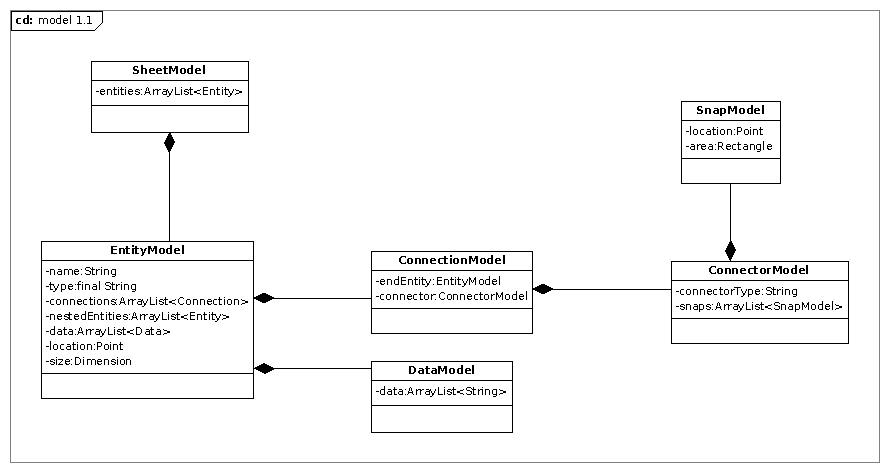 cd: model 1.1
SheetModel
-entities:ArrayList<Entity>
SnapModel
-location:Point
-area:Rectangle
EntityModel
-name:String
-type:final String
-connections:ArrayList<Connection>
-nestedEntities:ArrayList<Entity>
-data:ArrayList<Data>
-location:Point
-size:Dimension
ConnectionModel
-endEntity:EntityModel
-connector:ConnectorModel
ConnectorModel
-connectorType:String
-snaps:ArrayList<SnapModel>
DataModel
-data:ArrayList<String>